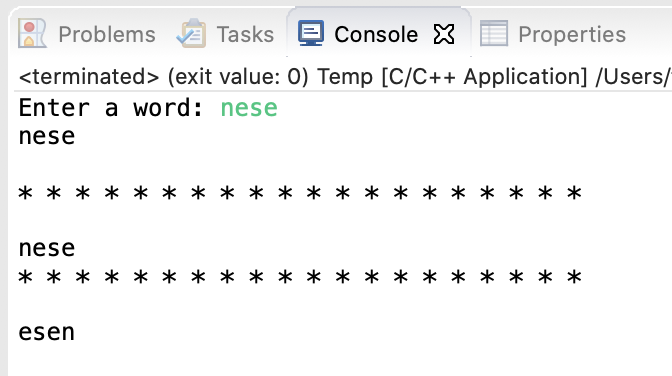 Problems Tasks Console Properties
<terminated> (exit value: 0) Temp [C/C++ Application] /Users/
Enter a word: nese
nese
* * * * * * * * * * * * * * * * * * * *
nese
* * * * * * * * * * * * * * * * * * * *
esen